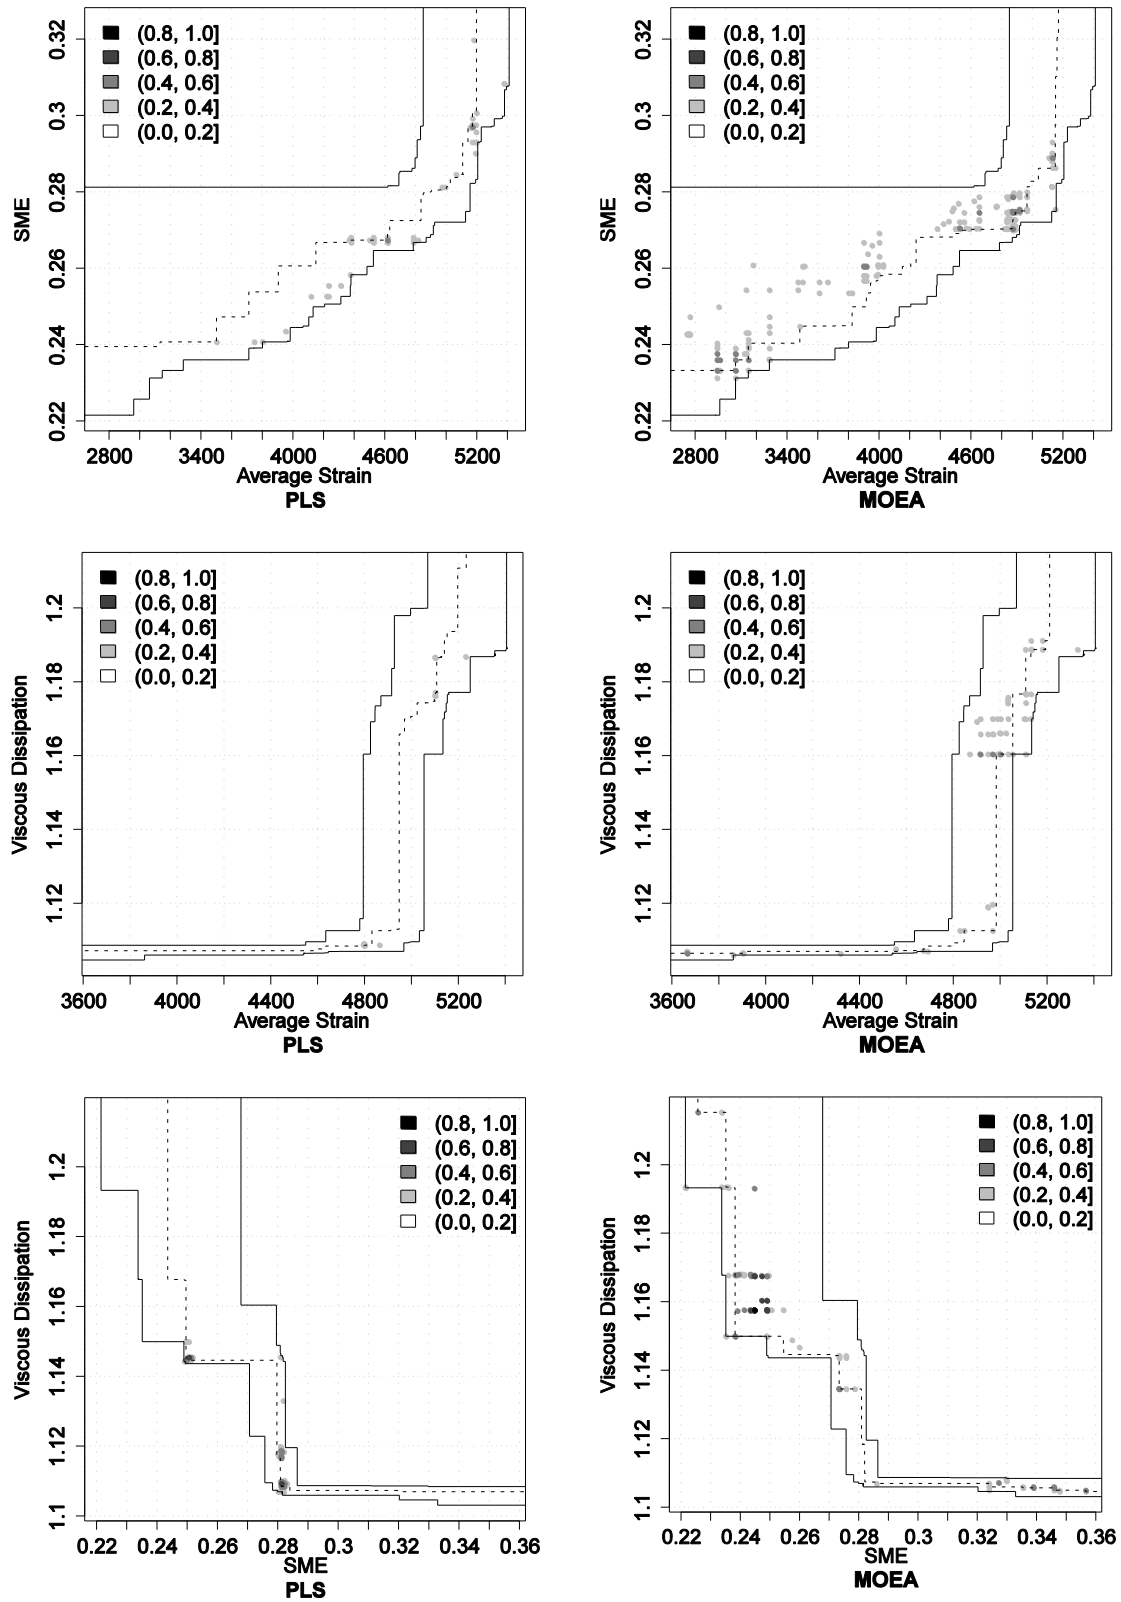 (0.8, 1.0]
(0.6, 0.8]
(0.4, 0.6]
(0.2, 0.4]
(0.0, 0.2]
SME
0.22 0.24 0.26 0.28 0.3 0.32
2800 3400 4000 4600 5200
Average Strain
PLS
(0.8, 1.0]
(0.6, 0.8]
(0.4, 0.6]
(0.2, 0.4]
(0.0, 0.2]
SME
0.22 0.24 0.26 0.28 0.3 0.32
2800 3400 4000 4600 5200
Average Strain
MOEA
(0.8, 1.0]
(0.6, 0.8]
(0.4, 0.6]
(0.2, 0.4]
(0.0, 0.2]
Viscous Dissipation
1.12 1.14 1.16 1.18 1.2
3600 4000 4400 4800 5200
Average Strain
PLS
(0.8, 1.0]
(0.6, 0.8]
(0.4, 0.6]
(0.2, 0.4]
(0.0, 0.2]
Viscous Dissipation
1.12 1.14 1.16 1.18 1.2
3600 4000 4400 4800 5200
Average Strain
MOEA
(0.8, 1.0]
(0.6, 0.8]
(0.4, 0.6]
(0.2, 0.4]
(0.0, 0.2]
Viscous Dissipation
1.1 1.12 1.14 1.16 1.18 1.2
0.22 0.24 0.26 0.28 0.3 0.32 0.34 0.36
SME
PLS
(0.8, 1.0]
(0.6, 0.8]
(0.4, 0.6]
(0.2, 0.4]
(0.0, 0.2]
Viscous Dissipation
1.1 1.12 1.14 1.16 1.18 1.2
0.22 0.24 0.26 0.28 0.3 0.32 0.34 0.36
SME
MOEA